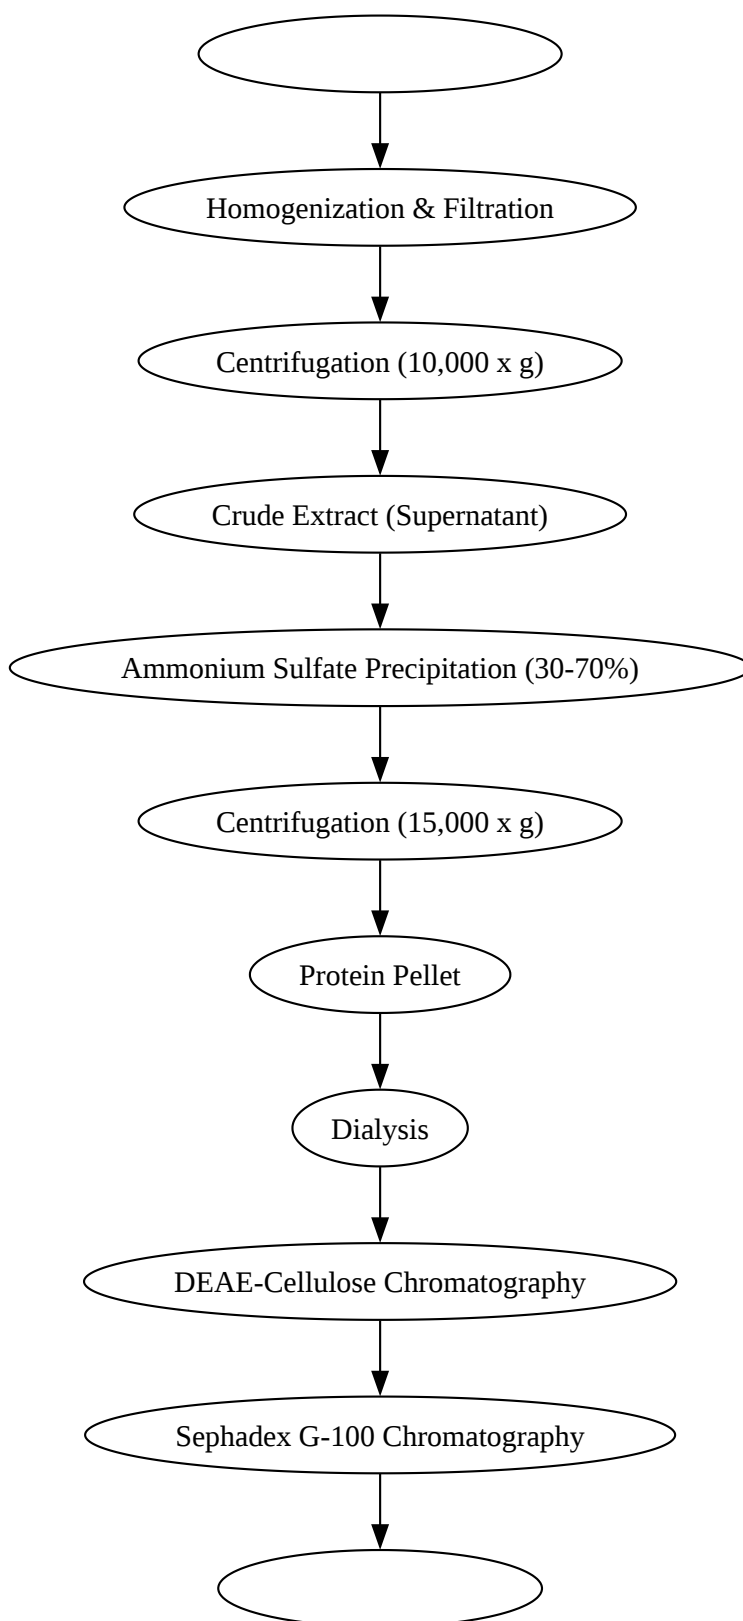 Homogenization & Filtration
Centrifugation (10,000 x g)
Crude Extract (Supernatant)
Ammonium Sulfate Precipitation (30-70%)
Centrifugation (15,000 x g)
Protein Pellet
Dialysis
DEAE-Cellulose Chromatography
Sephadex G-100 Chromatography